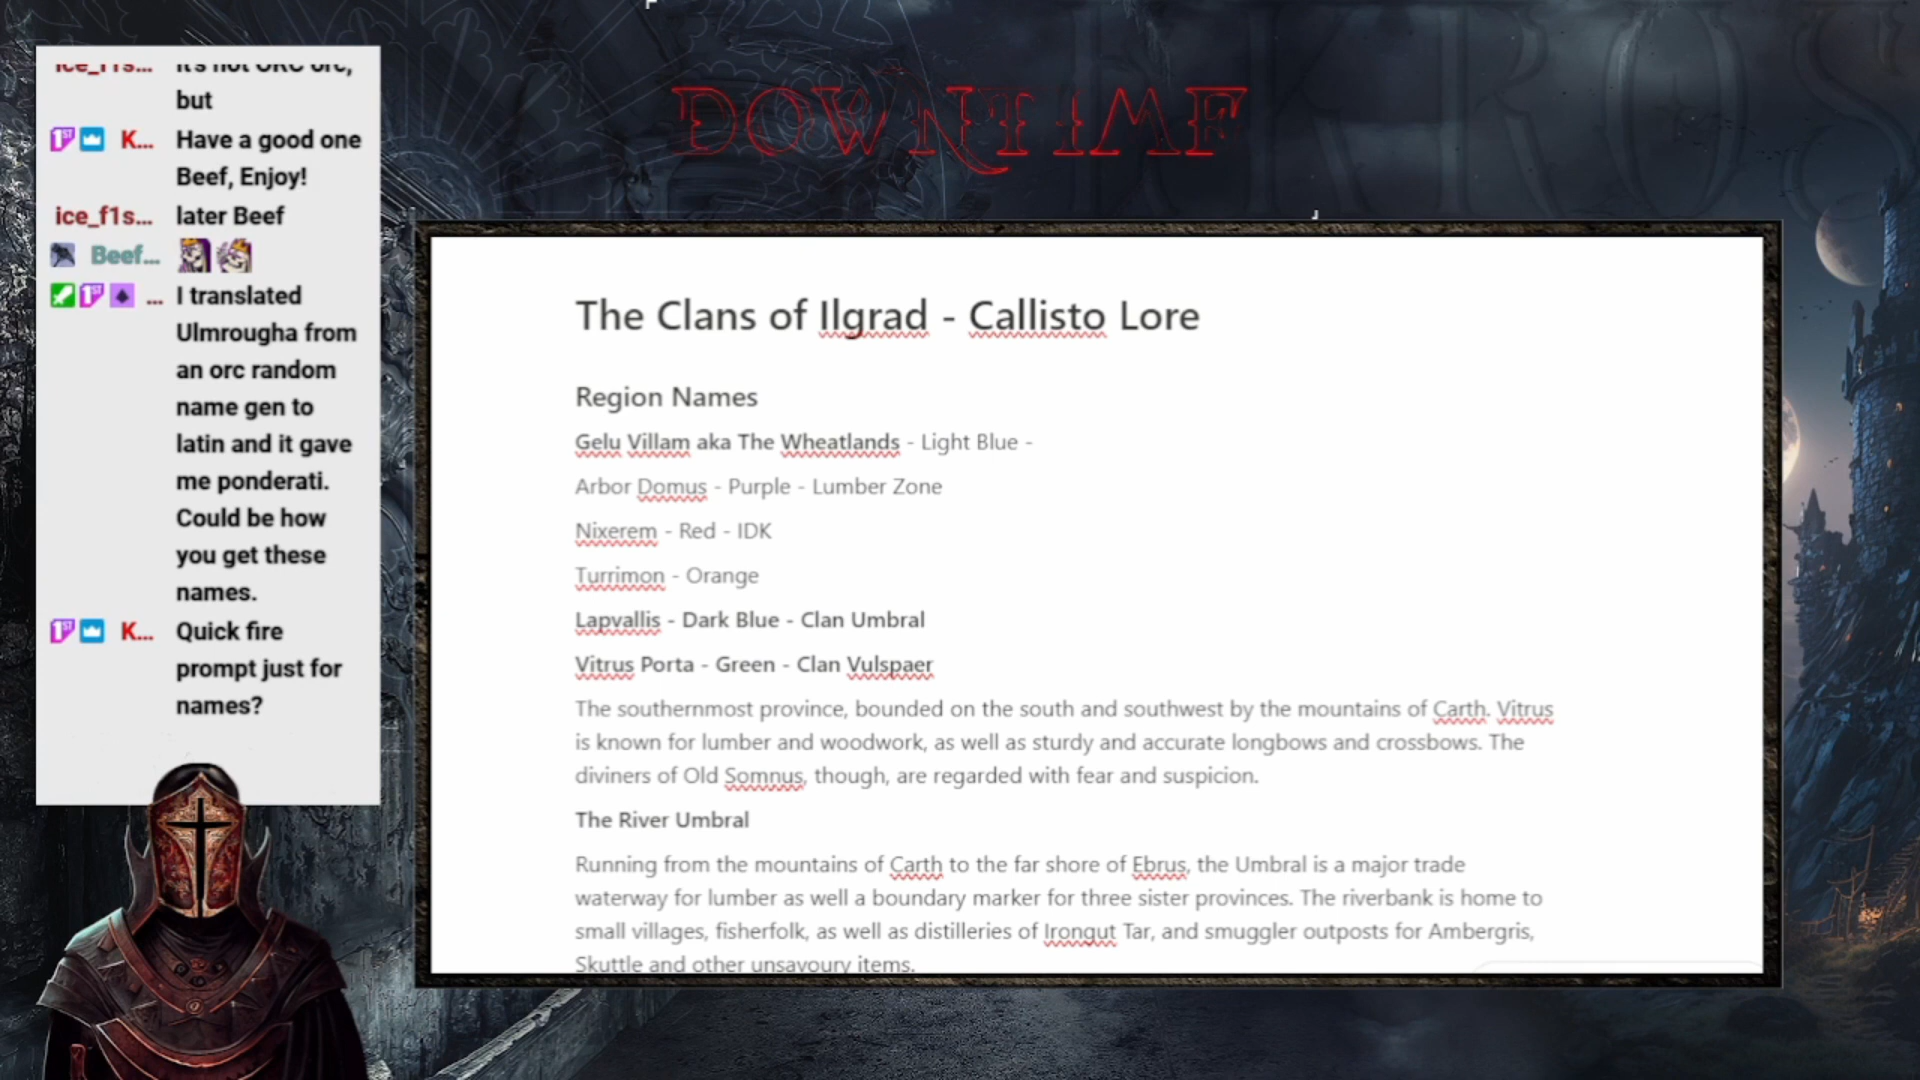 DOWNTIME
but
K... Have a good one
Beef, Enjoy!
ice_f1s... later Beef
Beef...
... I translated
Ulmrougha from
an orc random
name gen to
latin and it gave
me ponderati.
Could be how
you get these
names.
K... Quick fire
prompt just for
names?
The Clans of Ilgrad - Callisto Lore
Region Names
Gelu Villam aka The Wheatlands - Light Blue -
Arbor Domus - Purple - Lumber Zone
Nixerem - Red - IDK
Turrimon - Orange
Lapvallis - Dark Blue - Clan Umbral
Vitrus Porta - Green - Clan Vulspaer
The southernmost province, bounded on the south and southwest by the mountains of Carth. Vitrus
is known for lumber and woodwork, as well as sturdy and accurate longbows and crossbows. The
diviners of Old Somnus, though, are regarded with fear and suspicion.
The River Umbral
Running from the mountains of Carth to the far shore of Ebrus, the Umbral is a major trade
waterway for lumber as well a boundary marker for three sister provinces. The riverbank is home to
small villages, fisherfolk, as well as distilleries of Irongut Tar, and smuggler outposts for Ambergris,
Skuttle and other unsavoury items.